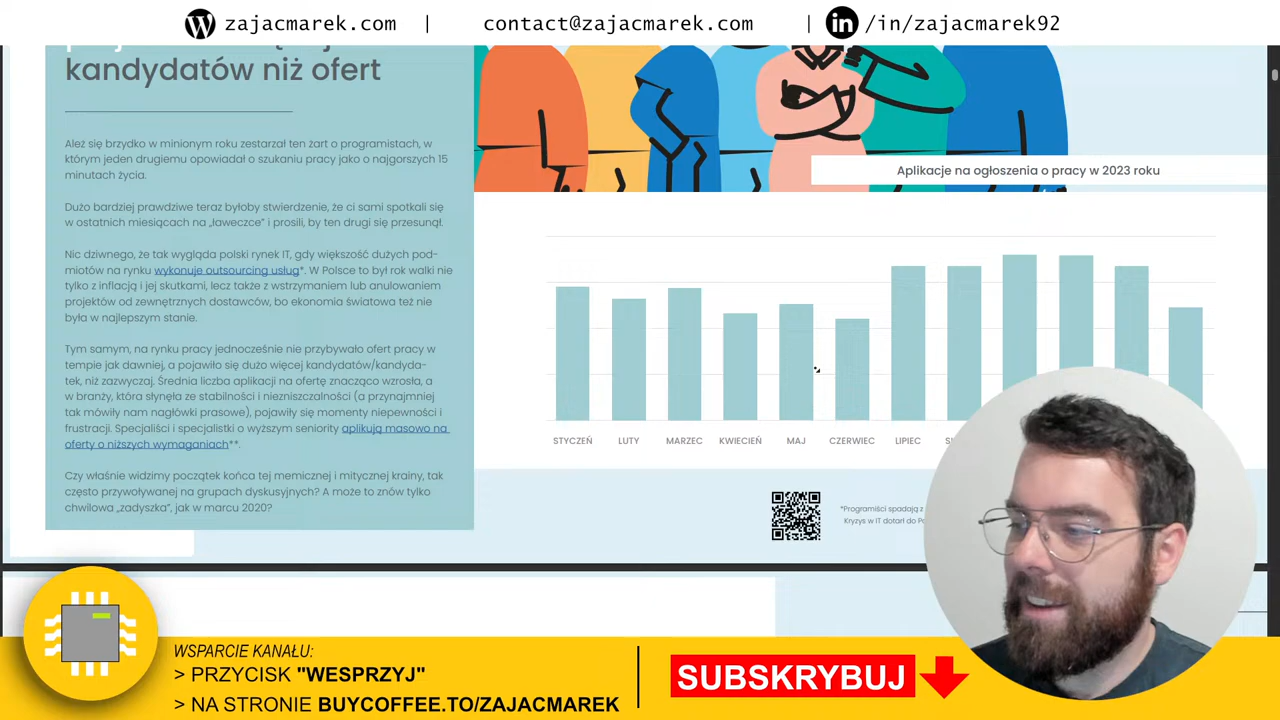 zajacmarek.com | contact@zajacmarek.com | in /in/zajacmarek92
kandydatów niż ofert
Ależ się brzydko w minionym roku zestarzał ten żart o programistach, w
którym jeden drugiemu opowiadał o szukaniu pracy jako o najgorszych 15
minutach życia.
Dużo bardziej prawdziwe teraz byłoby stwierdzenie, że ci sami spotkali się
w ostatnich miesiącach na „ławeczce” i prosili, by ten drugi się przesunął.
Nic dziwnego, że tak wygląda polski rynek IT, gdy większość dużych pod-
miotów na rynku wykonuje outsourcing usług*. W Polsce to był rok walki nie
tylko z inflacją i jej skutkami, lecz także z wstrzymaniem lub anulowaniem
projektów od zewnętrznych dostawców, bo ekonomia światowa też nie
była w najlepszym stanie.
Tym samym, na rynku pracy jednocześnie nie przybywało ofert pracy w
tempie jak dawniej, a pojawiło się dużo więcej kandydatów/kandyda-
tek, niż zazwyczaj. Średnia liczba aplikacji na ofertę znacząco wzrosła, a
w branży, która słynęła ze stabilności i niezniszczalności (a przynajmniej
tak mówiły nam nagłówki prasowe), pojawiły się momenty niepewności i
frustracji. Specjaliści i specjalistki o wyższym seniority aplikują masowo na
oferty o niższych wymaganiach**.
Czy właśnie widzimy początek końca tej memicznej i mitycznej krainy, tak
często przywoływanej na grupach dyskusyjnych? A może to znów tylko
chwilowa „zadyszka”, jak w marcu 2020?
Aplikacje na ogłoszenia o pracy w 2023 roku
STYCZEŃ LUTY MARZEC KWIECIEŃ MAJ CZERWIEC LIPIEC
*Programiści spadają z
Kryzys w IT dotarł do
WSPARCIE KANAŁU:
> PRZYCISK "WESPRZYJ"
> NA STRONIE BUYCOFFEE.TO/ZAJACMAREK
SUBSKRYBUJ